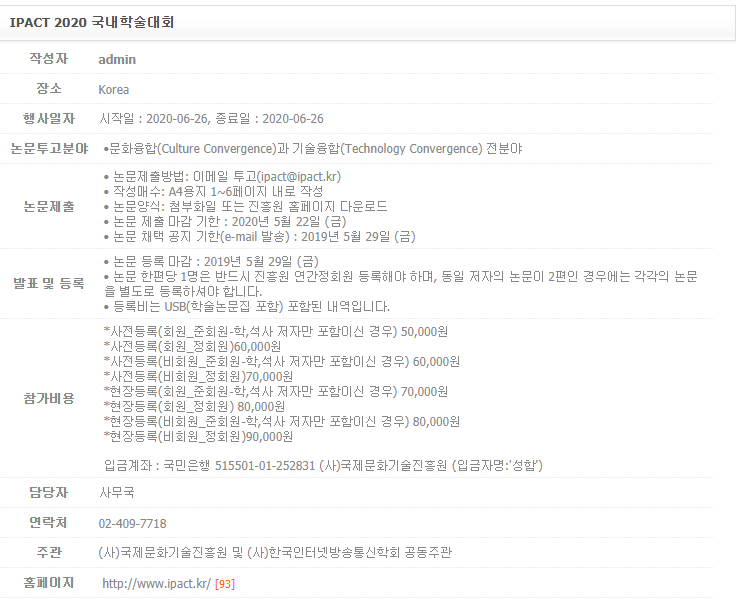 IPACT 2020 국내학술대회
작성자 admin
장소 Korea
행사일자 시작일 : 2020-06-26, 종료일 : 2020-06-26
논문투고분야 •문화융합(Culture Convergence)과 기술융합(Technology Convergence) 전분야
논문제출
• 논문제출방법: 이메일 투고(ipact@ipact.kr)
• 작성매수: A4용지 1~6페이지 내로 작성
• 논문양식: 첨부화일 또는 진흥원 홈페이지 다운로드
• 논문 제출 마감 기한 : 2020년 5월 22일 (금)
• 논문 채택 공지 기한(e-mail 발송) : 2019년 5월 29일 (금)
발표 및 등록
• 논문 등록 마감 : 2019년 5월 29일 (금)
• 논문 한편당 1명은 반드시 진흥원 연간정회원 등록해야 하며, 동일 저자의 논문이 2편인 경우에는 각각의 논문
을 별도로 등록하셔야 합니다.
• 등록비는 USB(학술논문집 포함) 포함된 내역입니다.
참가비용
*사전등록(회원_준회원-학,석사 저자만 포함이신 경우) 50,000원
*사전등록(회원_정회원)60,000원
*사전등록(비회원_준회원-학,석사 저자만 포함이신 경우) 60,000원
*사전등록(비회원_정회원)70,000원
*현장등록(회원_준회원-학,석사 저자만 포함이신 경우) 70,000원
*현장등록(회원_정회원) 80,000원
*현장등록(비회원_준회원-학,석사 저자만 포함이신 경우) 80,000원
*현장등록(비회원_정회원)90,000원
입금계좌 : 국민은행 515501-01-252831 (사)국제문화기술진흥원 (입금자명:'성함')
담당자 사무국
연락처 02-409-7718
주관 (사)국제문화기술진흥원 및 (사)한국인터넷방송통신학회 공동주관
홈페이지 http://www.ipact.kr/ [93]